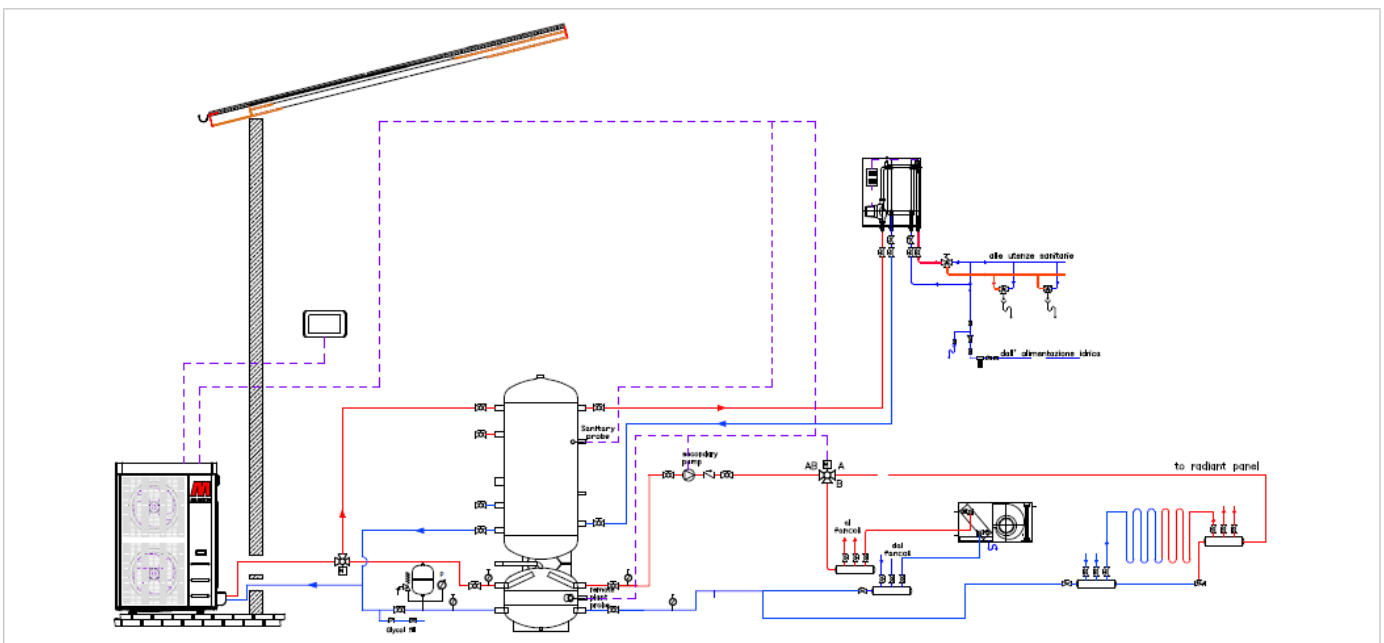 alle utenze sanitarie
dall' alimentazione idrica
Sanitary
probe
secondary
pump
AB
A
B
to radiant panel
M
al
fancoil
dal
fancoil
P
remote
plant
probe
Glycol fill